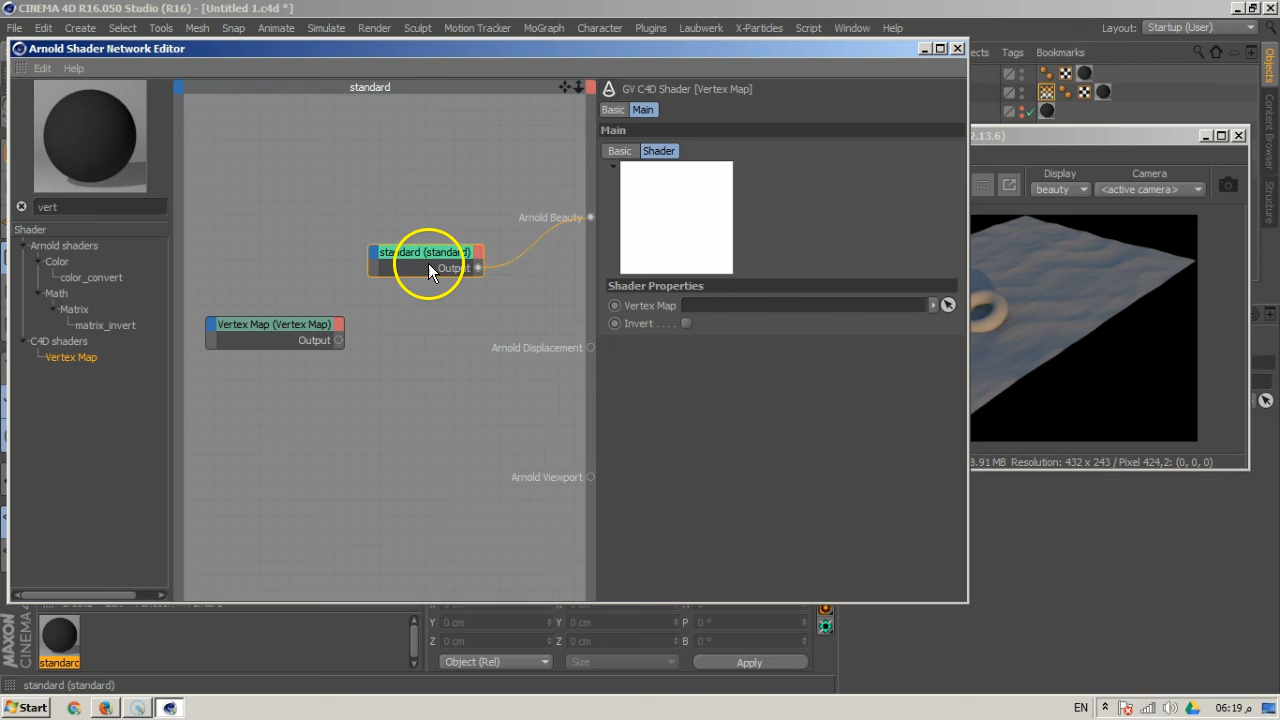 CINEMA 4D R16.050 Studio (R16) - [Untitled 1.c4d *]
File Edit Create Select Tools Mesh Snap Animate Simulate Render Sculpt Motion Tracker MoGraph Character Plugins Laubwerk X-Particles Script Window Help Layout: Startup (User)
Arnold Shader Network Editor
Tags Bookmarks
Edit Help
standard
GV C4D Shader [Vertex Map]
Basic Main
Main
Basic Shader
vert
Shader
Arnold shaders
Color
color_convert
Math
Matrix
matrix_invert
C4D shaders
Vertex Map
Arnold Beauty
standard (standard)
Output
Vertex Map (Vertex Map)
Output
Arnold Displacement
Arnold Viewport
Shader Properties
Vertex Map
Invert . . . .
2.13.6)
Display Camera
beauty <active camera>
3.91 MB Resolution: 432 x 243 / Pixel 424,2: (0, 0, 0)
Objects
Content Browser
Structure
MAXON
CINEMA 4D
standard
Y 0 cm Y 0 cm P 0 °
Z 0 cm Z 0 cm B 0 °
Object (Rel) Size Apply
standard (standard)
Start EN 06:19 م